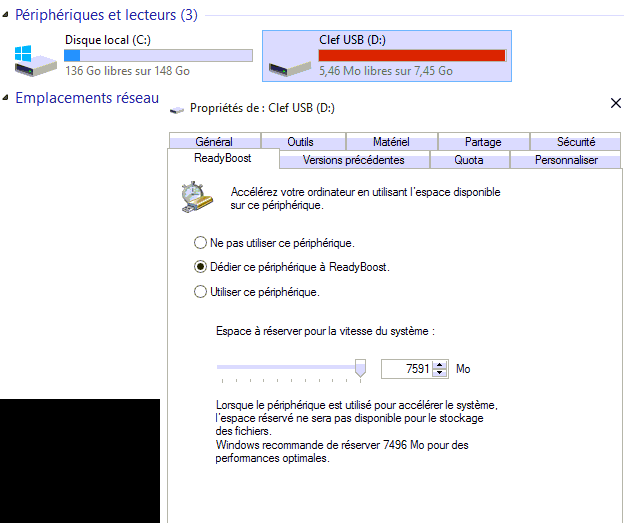 Périphériques et lecteurs (3)
Disque local (C:)
136 Go libres sur 148 Go
Clef USB (D:)
5,46 Mo libres sur 7,45 Go
Emplacements réseau
Propriétés de : Clef USB (D:)
Général
Outils
Matériel
Partage
Sécurité
ReadyBoost
Versions précédentes
Quota
Personnaliser
Accélérez votre ordinateur en utilisant l'espace disponible
sur ce périphérique.
Ne pas utiliser ce périphérique.
Dédier ce périphérique à ReadyBoost.
Utiliser ce périphérique.
Espace à réserver pour la vitesse du système :
7591 Mo
Lorsque le périphérique est utilisé pour accélérer le système,
l'espace réservé ne sera pas disponible pour le stockage
des fichiers.
Windows recommande de réserver 7496 Mo pour des
performances optimales.